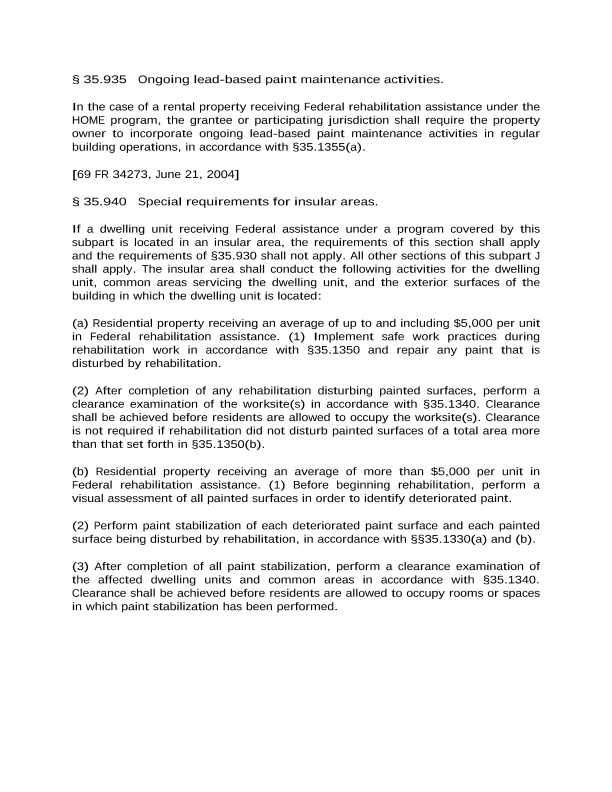 § 35.935   Ongoing lead-based paint maintenance activities.
In the case of a rental property receiving Federal rehabilitation assistance under the
HOME program, the grantee or participating jurisdiction shall require the property
owner to incorporate ongoing lead-based paint maintenance activities in regular
building operations, in accordance with §35.1355(a).
[69 FR 34273, June 21, 2004]
§ 35.940   Special requirements for insular areas.
If a dwelling unit receiving Federal assistance under a program covered by this
subpart is located in an insular area, the requirements of this section shall apply
and the requirements of §35.930 shall not apply. All other sections of this subpart J
shall apply. The insular area shall conduct the following activities for the dwelling
unit, common areas servicing the dwelling unit, and the exterior surfaces of the
building in which the dwelling unit is located:
(a) Residential property receiving an average of up to and including $5,000 per unit
in Federal rehabilitation assistance. (1) Implement safe work practices during
rehabilitation work in accordance with §35.1350 and repair any paint that is
disturbed by rehabilitation.
(2) After completion of any rehabilitation disturbing painted surfaces, perform a
clearance examination of the worksite(s) in accordance with §35.1340. Clearance
shall be achieved before residents are allowed to occupy the worksite(s). Clearance
is not required if rehabilitation did not disturb painted surfaces of a total area more
than that set forth in §35.1350(b).
(b) Residential property receiving an average of more than $5,000 per unit in
Federal rehabilitation assistance. (1) Before beginning rehabilitation, perform a
visual assessment of all painted surfaces in order to identify deteriorated paint.
(2) Perform paint stabilization of each deteriorated paint surface and each painted
surface being disturbed by rehabilitation, in accordance with §§35.1330(a) and (b).
(3) After completion of all paint stabilization, perform a clearance examination of
the affected dwelling units and common areas in accordance with §35.1340.
Clearance shall be achieved before residents are allowed to occupy rooms or spaces
in which paint stabilization has been performed.